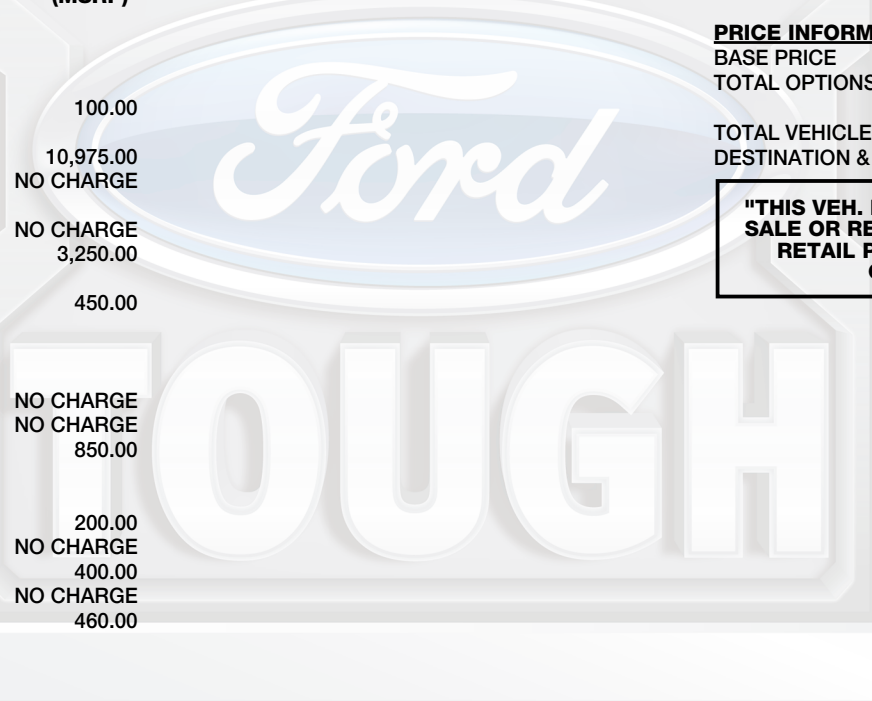 (MSRP)
100.00
10,975.00
NO CHARGE
NO CHARGE
3,250.00
450.00
NO CHARGE
NO CHARGE
850.00
200.00
NO CHARGE
400.00
NO CHARGE
460.00
PRICE INFORM
BASE PRICE
TOTAL OPTIONS
TOTAL VEHICLE
DESTINATION &
"THIS VEH.
SALE OR RE
RETAIL P
Ford
TOUGH